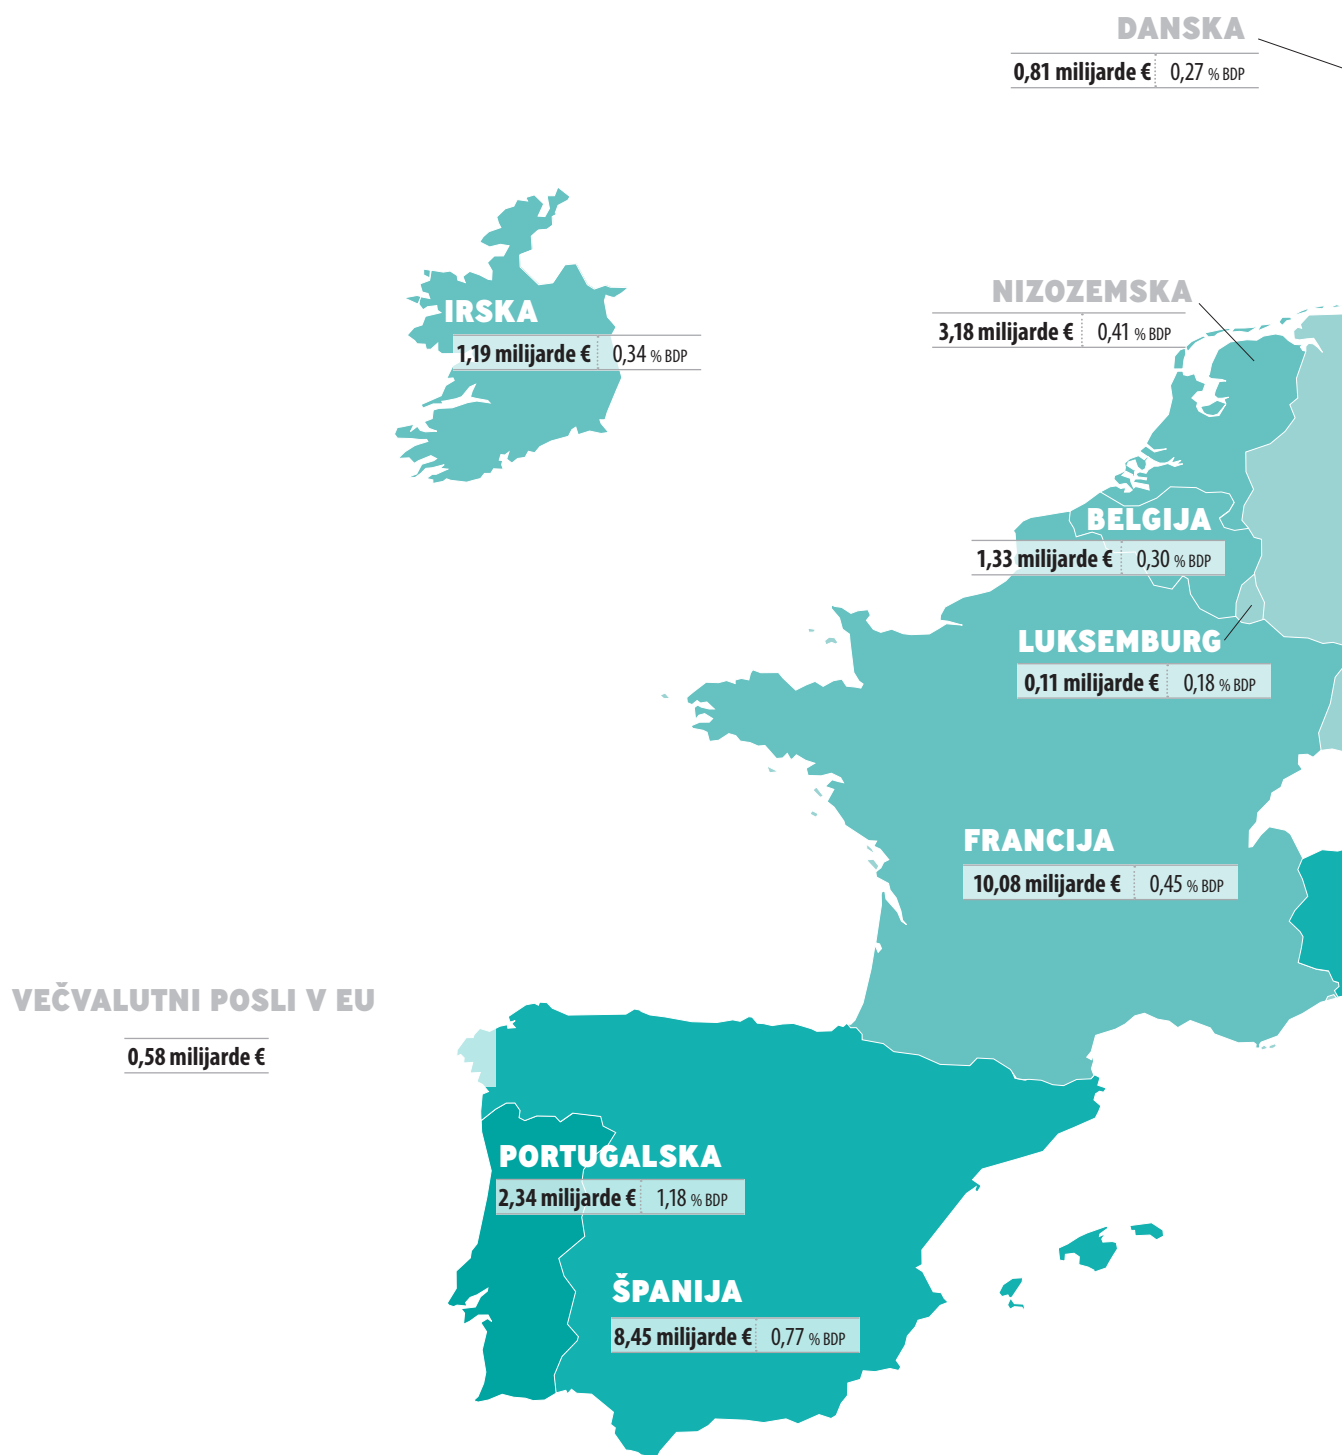 DANSKA
0,81 milijarde € 0,27 % BDP
IRSKA
1,19 milijarde € 0,34 % BDP
NIZOZEMSKA
3,18 milijarde € 0,41 % BDP
BELGIJA
1,33 milijarde € 0,30 % BDP
LUKSEMBURG
0,11 milijarde € 0,18 % BDP
FRANCIJA
10,08 milijarde € 0,45 % BDP
VEČVALUTNI POSLI V EU
0,58 milijarde €
PORTUGALSKA
2,34 milijarde € 1,18 % BDP
ŠPANIJA
8,45 milijarde € 0,77 % BDP